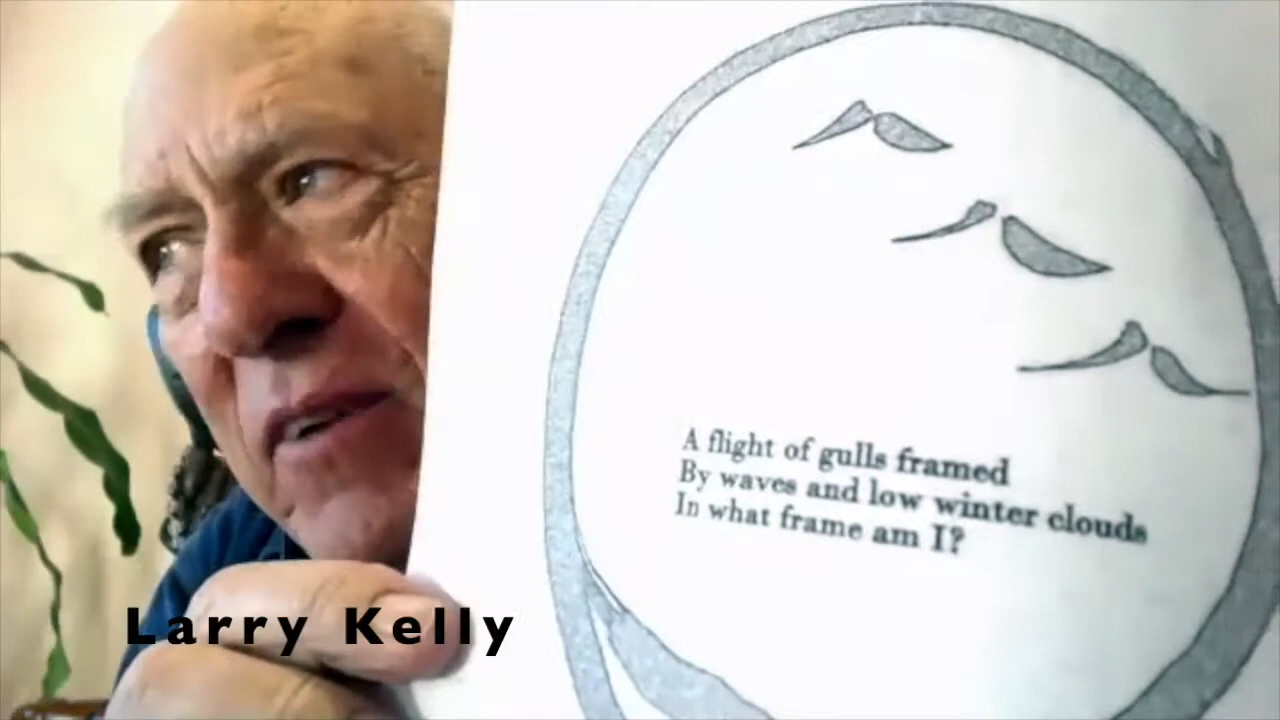 A flight of gulls framed
By waves and low winter clouds
In what frame am I?
Larry Kelly